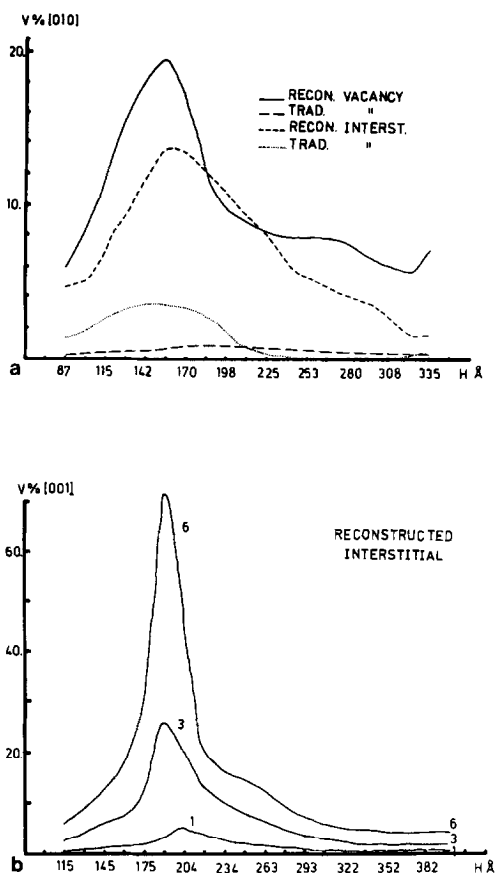 V% [010]
20.
RECON. VACANCY
TRAD. "
RECON. INTERST.
TRAD. "
10.
a
87 115 142 170 198 225 253 280 308 335 H Å
V% [001]
6
RECONSTRUCTED
INTERSTITIAL
60.
40.
3
20.
1
6
3
1
b
115 145 175 204 234 263 293 322 352 382 H Å